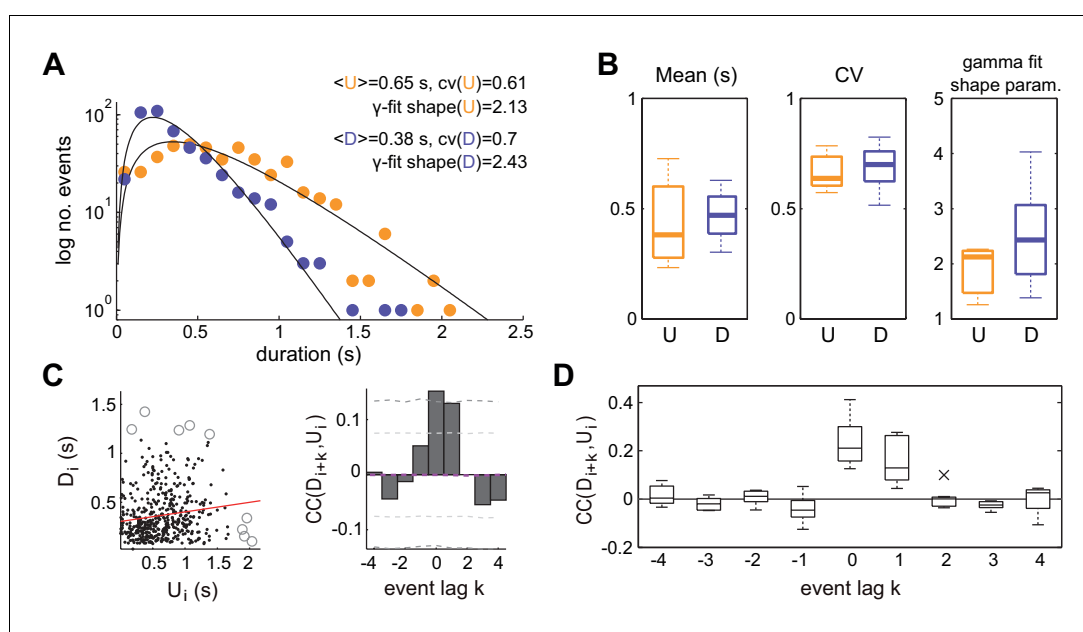 A
<U>=0.65 s, cv(U)=0.61
γ-fit shape(U)=2.13
<D>=0.38 s, cv(D)=0.7
γ-fit shape(D)=2.43
log no. events
10²
10¹
10⁰
0 0.5 1 1.5 2 2.5
duration (s)
B
Mean (s)
1
0.5
0
U D
CV
1
0.5
0
U D
gamma fit
shape param.
5
4
3
2
1
U D
C
Dᵢ (s)
1.5
1
0.5
0.5 1 1.5 2
Uᵢ (s)
CC(Dᵢ₊ₖ,Uᵢ)
0.1
0
-0.1
-4 -2 0 2 4
event lag k
D
CC(Dᵢ₊ₖ,Uᵢ)
0.4
0.2
0
-0.2
-4 -3 -2 -1 0 1 2 3 4
event lag k